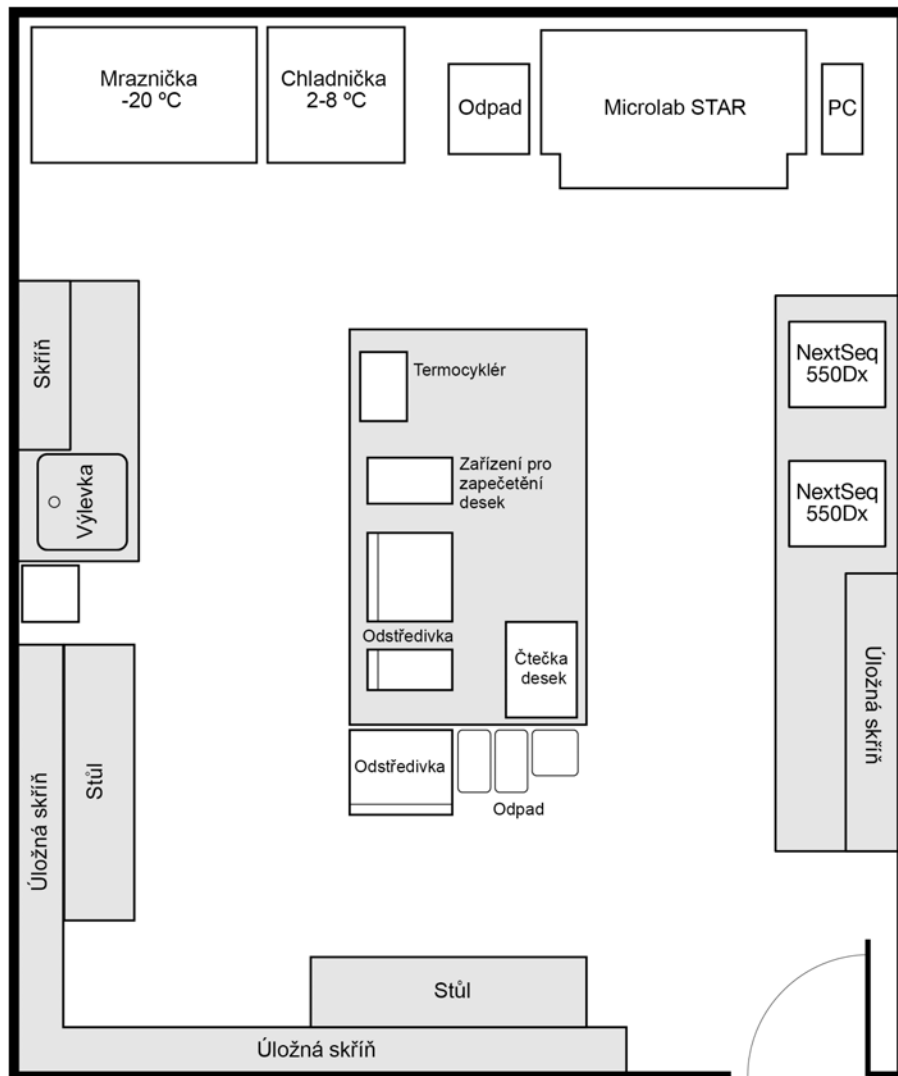 Mraznička
-20 ºC
Chladnička
2-8 ºC
Odpad
Microlab STAR
PC
Skříň
Výlevka
Termocyklér
Zařízení pro
zapečetění
desek
Odstředivka
Čtečka
desek
NextSeq
550Dx
NextSeq
550Dx
Úložná skříň
Úložná skříň
Stůl
Odstředivka
Odpad
Stůl
Úložná skříň